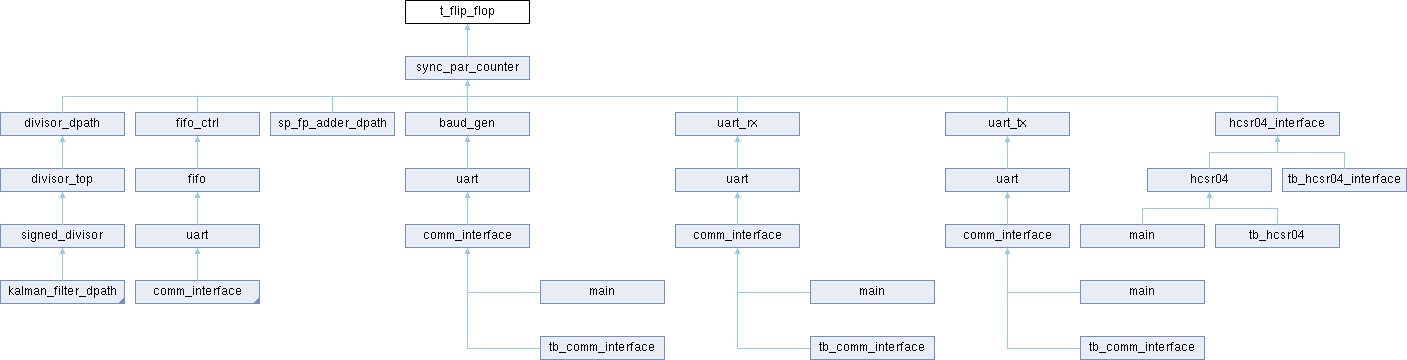 t_flip_flop
sync_par_counter
divisor_dpath
fifo_ctrl
sp_fp_adder_dpath
baud_gen
uart_rx
uart_tx
hcsr04_interface
divisor_top
fifo
uart
uart
uart
hcsr04
tb_hcsr04_interface
signed_divisor
uart
comm_interface
comm_interface
comm_interface
main
tb_hcsr04
kalman_filter_dpath
comm_interface
main
main
main
tb_comm_interface
tb_comm_interface
tb_comm_interface